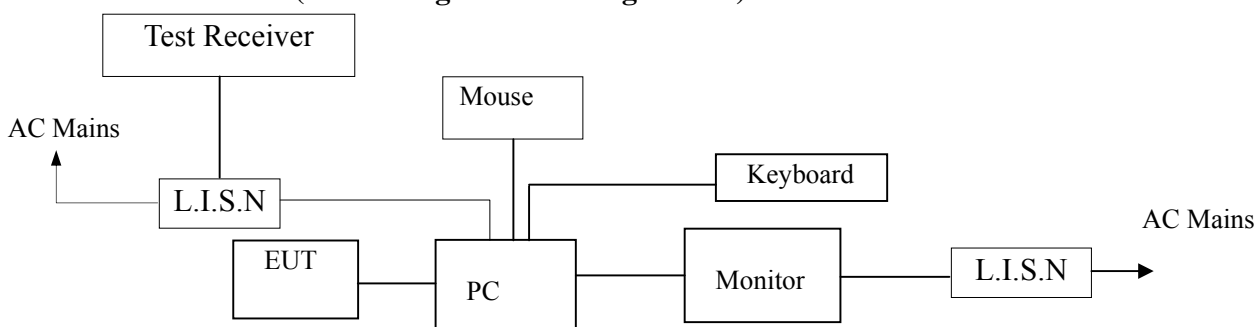 Test Receiver
Mouse
AC Mains
Keyboard
L.I.S.N
AC Mains
EUT
L.I.S.N
Monitor
PC